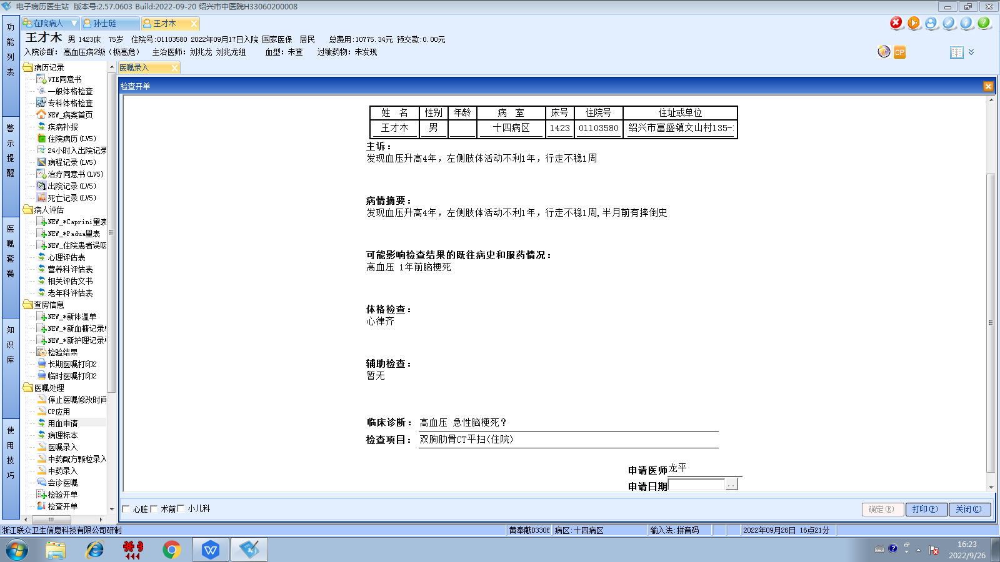 电子病历医生站 版本号:2.57.0603 Build:2022-09-20 绍兴市中医院H33060200008
在院病人
孙士琏
王才木
王才木 男 1423床 75岁 住院号:01103580 2022年09月17日入院 国家医保 居民 总费用:10775.34元 预交款:0.00元
入院诊断: 高血压病2级（极高危） 主治医师: 刘兆龙 刘兆龙组 血型: 未查 过敏药物: 未发现
CP
功能列表
警示提醒
医嘱套餐
知识库
使用技巧
病历记录
VTE同意书
一般体格检查
专科体格检查
NEW_病案首页
疾病补报
住院病历(LV5)
24小时入出院记录
病程记录(LV5)
治疗同意书(LV5)
出院记录(LV5)
死亡记录(LV5)
病人评估
NEW_*Caprini量表
NEW_*Padua量表
NEW_住院患者误吸
心理评估表
营养科评估表
相关评估文书
老年科评估表
查房信息
NEW_*新体温单
NEW_*新血糖记录单
NEW_*新护理记录单
检验结果
长期医嘱打印2
临时医嘱打印2
医嘱处理
停止医嘱修改时间
CP应用
用血申请
病理标本
医嘱录入
中药配方颗粒录入
中药录入
会诊医嘱
检验开单
检查开单
医嘱录入
检查开单
姓 名 性别 年龄 病 室 床号 住院号 住址或单位
王才木 男 十四病区 1423 01103580 绍兴市富盛镇文山村135-
主诉:
发现血压升高4年, 左侧肢体活动不利1年, 行走不稳1周
病情摘要:
发现血压升高4年, 左侧肢体活动不利1年, 行走不稳1周,半月前有摔倒史
可能影响检查结果的既往病史和服药情况:
高血压 1年前脑梗死
体格检查:
心律齐
辅助检查:
暂无
临床诊断: 高血压 急性脑梗死?
检查项目: 双胸肋骨CT平扫(住院)
申请医师龙平
申请日期 ..
心脏 术前 小儿科
确定(E) 打印(P) 关闭(C)
浙江联众卫生信息科技有限公司研制 黄奉献D3306 病区:十四病区 输入法:拼音码 2022年09月26日 16点21分
16:23
2022/9/26